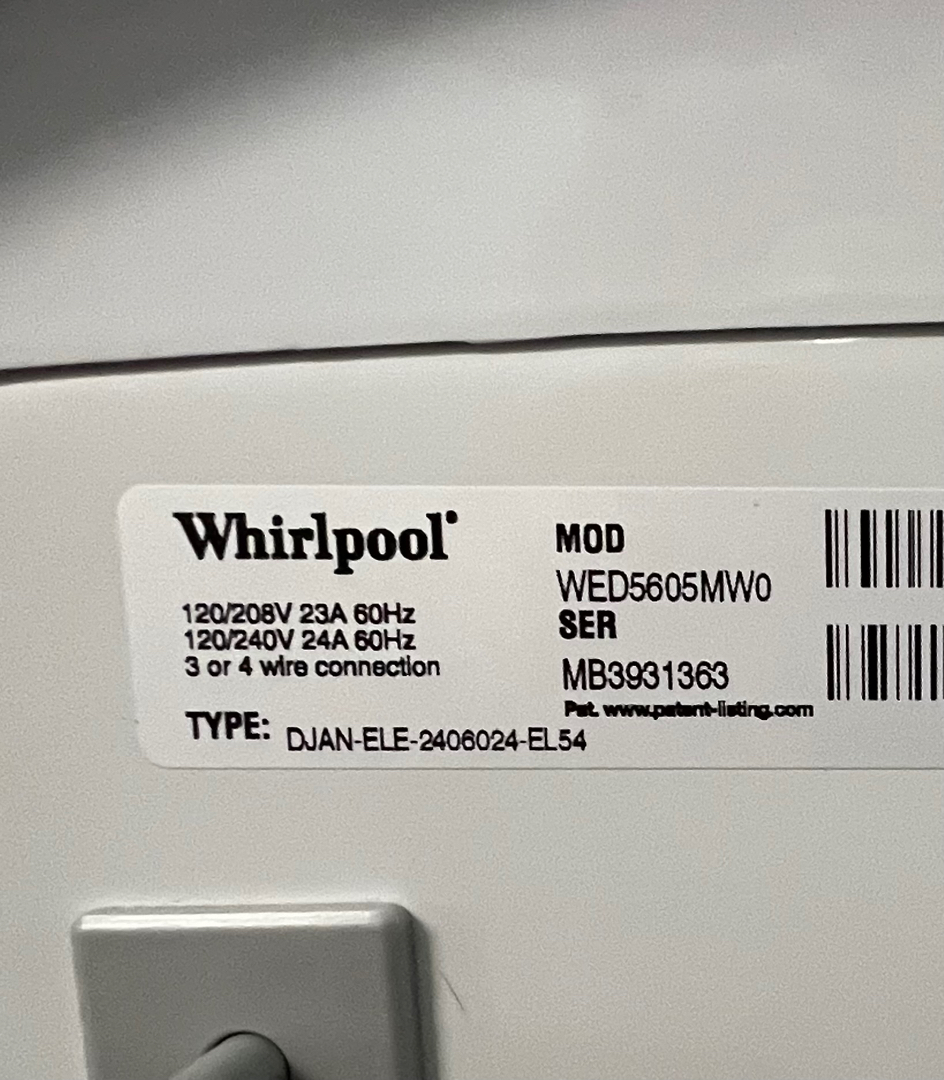 Whirlpool
120/208V 23A 60Hz
120/240V 24A 60Hz
3 or 4 wire connection
TYPE: DJAN-ELE-2406024-EL54
MOD
WED5605MW0
SER
MB3931363
Pat. www.patent-listing.com